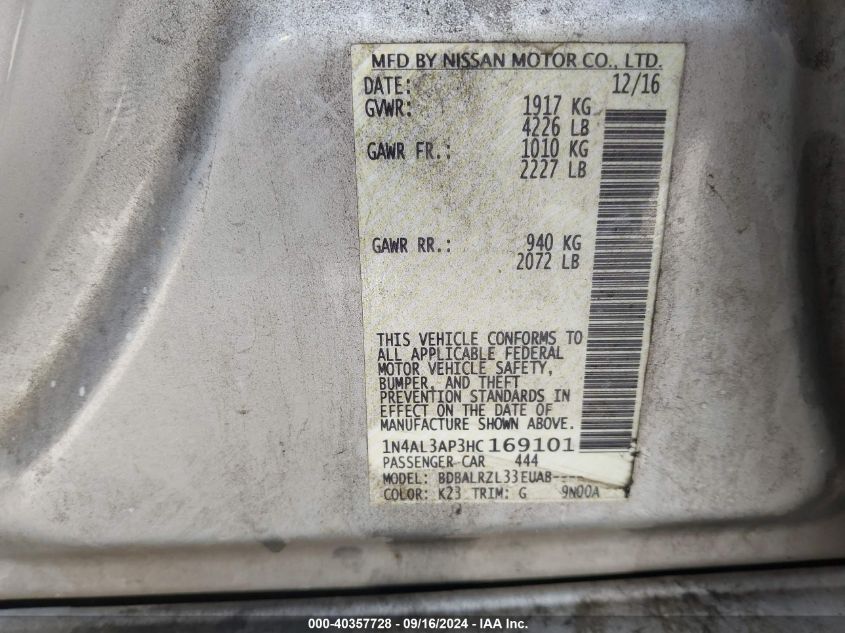 MFD BY NISSAN MOTOR CO., LTD.
DATE: 12/16
GVWR: 1917 KG
4226 LB
GAWR FR.: 1010 KG
2227 LB
GAWR RR.: 940 KG
2072 LB
THIS VEHICLE CONFORMS TO
ALL APPLICABLE FEDERAL
MOTOR VEHICLE SAFETY,
BUMPER, AND THEFT
PREVENTION STANDARDS IN
EFFECT ON THE DATE OF
MANUFACTURE SHOWN ABOVE.
1N4AL3AP3HC169101
PASSENGER CAR 444
MODEL: BDBALRZL33EUAB----
COLOR: K23 TRIM: G 9N00A
000-40357728 - 09/16/2024 - IAA Inc.